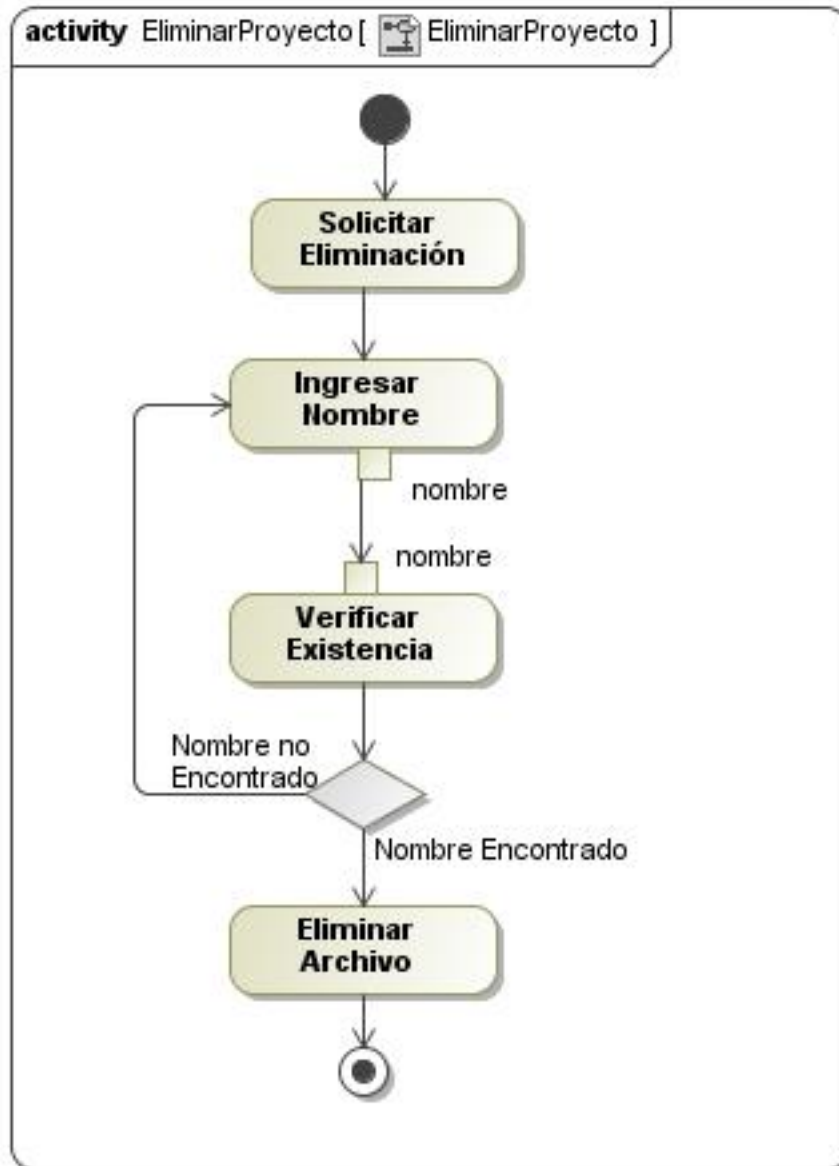 activity EliminarProyecto [ EliminarProyecto ]
Solicitar
Eliminación
Ingresar
Nombre
nombre
nombre
Verificar
Existencia
Nombre no
Encontrado
Nombre Encontrado
Eliminar
Archivo